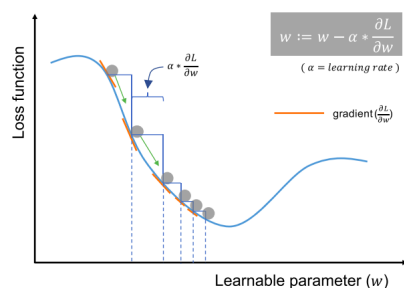 w := w − α * ∂L/∂w
( α = learning rate )
α * ∂L/∂w
gradient(∂L/∂w)
Loss function
Learnable parameter (w)